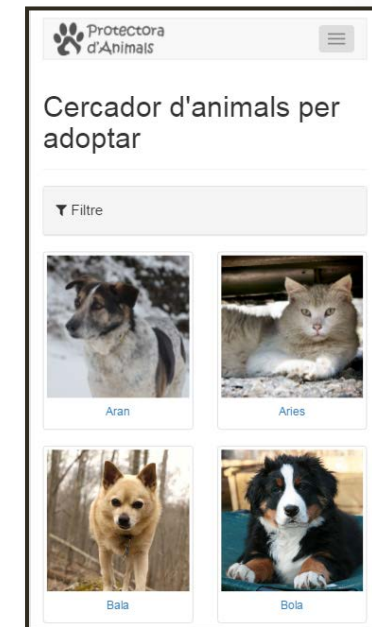 Protectora
d'Animals
Cercador d'animals per
adoptar
Filtre
Aran
Aries
Bala
Bola